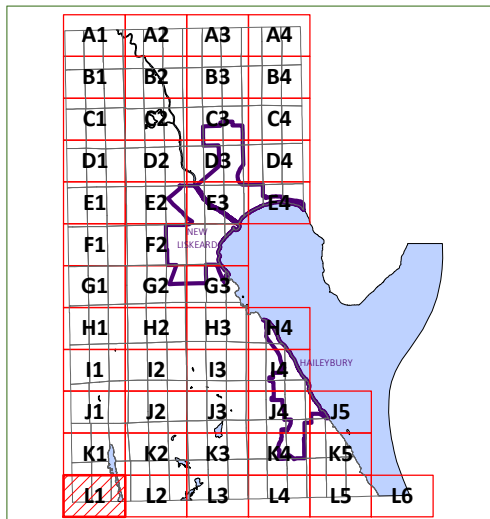 A1 A2 A3 A4
B1 B2 B3 B4
C1 C2 C3 C4
D1 D2 D3 D4
E1 E2 E3 E4
F1 F2
NEW
LISKEARD
G1 G2 G3
H1 H2 H3 H4
HAILEYBURY
I1 I2 I3 I4
J1 J2 J3 J4 J5
K1 K2 K3 K4 K5
L1 L2 L3 L4 L5 L6